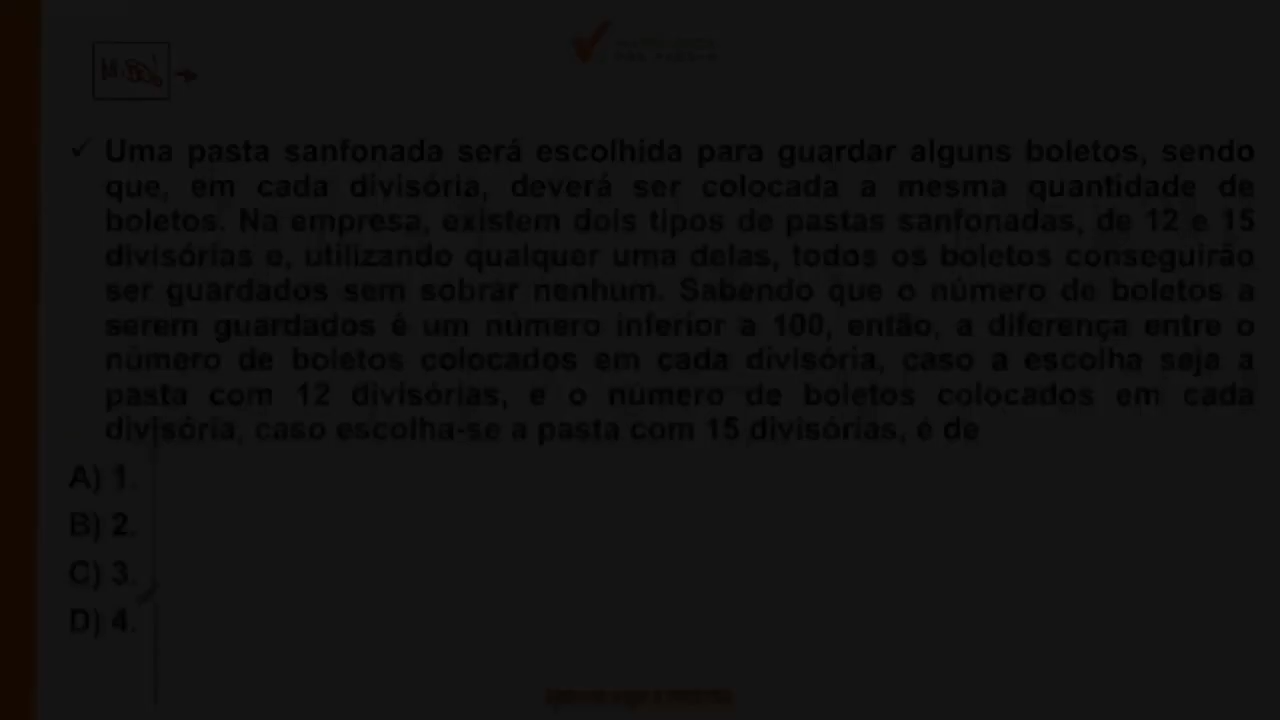 ✓ Uma pasta sanfonada será escolhida para guardar alguns boletos, sendo
que, em cada divisória, deverá ser colocada a mesma quantidade de
boletos. Na empresa, existem dois tipos de pastas sanfonadas, de 12 e 15
divisórias e, utilizando qualquer uma delas, todos os boletos conseguirão
ser guardados sem sobrar nenhum. Sabendo que o número de boletos a
serem guardados é um número inferior a 100, então, a diferença entre o
número de boletos colocados em cada divisória, caso a escolha seja a
pasta com 12 divisórias, e o número de boletos colocados em cada
divisória, caso escolha-se a pasta com 15 divisórias, é de
A) 1.
B) 2.
C) 3.
D) 4.